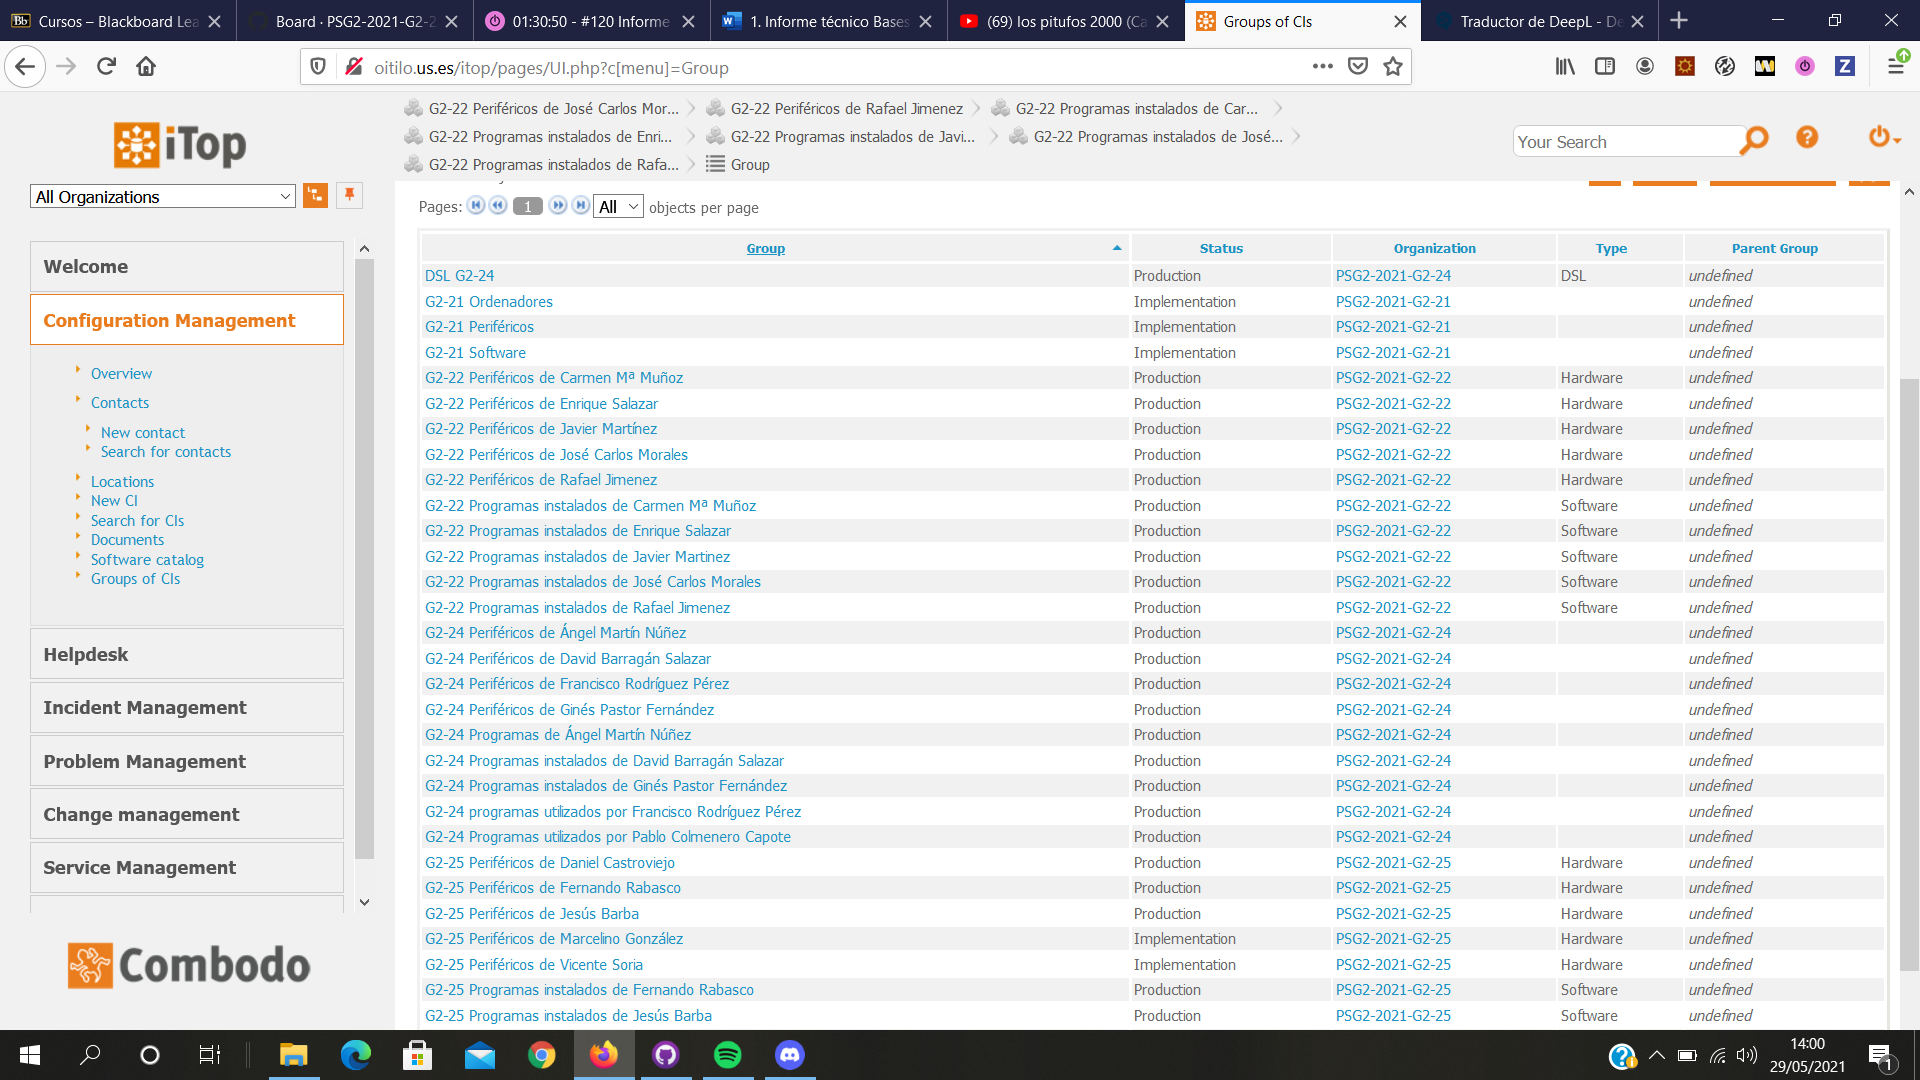 Cursos – Blackboard Lea
Board · PSG2-2021-G2-2
01:30:50 - #120 Informe
1. Informe técnico Bases
(69) los pitufos 2000 (Ca
Groups of CIs
Traductor de DeepL - De
oitilo.us.es/itop/pages/UI.php?c[menu]=Group
G2-22 Periféricos de José Carlos Mor...
G2-22 Periféricos de Rafael Jimenez
G2-22 Programas instalados de Car...
G2-22 Programas instalados de Enri...
G2-22 Programas instalados de Javi...
G2-22 Programas instalados de José...
G2-22 Programas instalados de Rafa...
Group
iTop
Your Search
All Organizations
Welcome
Configuration Management
Overview
Contacts
New contact
Search for contacts
Locations
New CI
Search for CIs
Documents
Software catalog
Groups of CIs
Helpdesk
Incident Management
Problem Management
Change management
Service Management
Combodo
Pages: 1 All objects per page
Group Status Organization Type Parent Group
DSL G2-24 Production PSG2-2021-G2-24 DSL undefined
G2-21 Ordenadores Implementation PSG2-2021-G2-21 undefined
G2-21 Periféricos Implementation PSG2-2021-G2-21 undefined
G2-21 Software Implementation PSG2-2021-G2-21 undefined
G2-22 Periféricos de Carmen Mª Muñoz Production PSG2-2021-G2-22 Hardware undefined
G2-22 Periféricos de Enrique Salazar Production PSG2-2021-G2-22 Hardware undefined
G2-22 Periféricos de Javier Martínez Production PSG2-2021-G2-22 Hardware undefined
G2-22 Periféricos de José Carlos Morales Production PSG2-2021-G2-22 Hardware undefined
G2-22 Periféricos de Rafael Jimenez Production PSG2-2021-G2-22 Hardware undefined
G2-22 Programas instalados de Carmen Mª Muñoz Production PSG2-2021-G2-22 Software undefined
G2-22 Programas instalados de Enrique Salazar Production PSG2-2021-G2-22 Software undefined
G2-22 Programas instalados de Javier Martinez Production PSG2-2021-G2-22 Software undefined
G2-22 Programas instalados de José Carlos Morales Production PSG2-2021-G2-22 Software undefined
G2-22 Programas instalados de Rafael Jimenez Production PSG2-2021-G2-22 Software undefined
G2-24 Periféricos de Ángel Martín Núñez Production PSG2-2021-G2-24 undefined
G2-24 Periféricos de David Barragán Salazar Production PSG2-2021-G2-24 undefined
G2-24 Periféricos de Francisco Rodríguez Pérez Production PSG2-2021-G2-24 undefined
G2-24 Periféricos de Ginés Pastor Fernández Production PSG2-2021-G2-24 undefined
G2-24 Programas de Ángel Martín Núñez Production PSG2-2021-G2-24 undefined
G2-24 Programas instalados de David Barragán Salazar Production PSG2-2021-G2-24 undefined
G2-24 Programas instalados de Ginés Pastor Fernández Production PSG2-2021-G2-24 undefined
G2-24 programas utilizados por Francisco Rodríguez Pérez Production PSG2-2021-G2-24 undefined
G2-24 Programas utilizados por Pablo Colmenero Capote Production PSG2-2021-G2-24 undefined
G2-25 Periféricos de Daniel Castroviejo Production PSG2-2021-G2-25 Hardware undefined
G2-25 Periféricos de Fernando Rabasco Production PSG2-2021-G2-25 Hardware undefined
G2-25 Periféricos de Jesús Barba Production PSG2-2021-G2-25 Hardware undefined
G2-25 Periféricos de Marcelino González Implementation PSG2-2021-G2-25 Hardware undefined
G2-25 Periféricos de Vicente Soria Implementation PSG2-2021-G2-25 Hardware undefined
G2-25 Programas instalados de Fernando Rabasco Production PSG2-2021-G2-25 Software undefined
G2-25 Programas instalados de Jesús Barba Production PSG2-2021-G2-25 Software undefined
14:00
29/05/2021
1